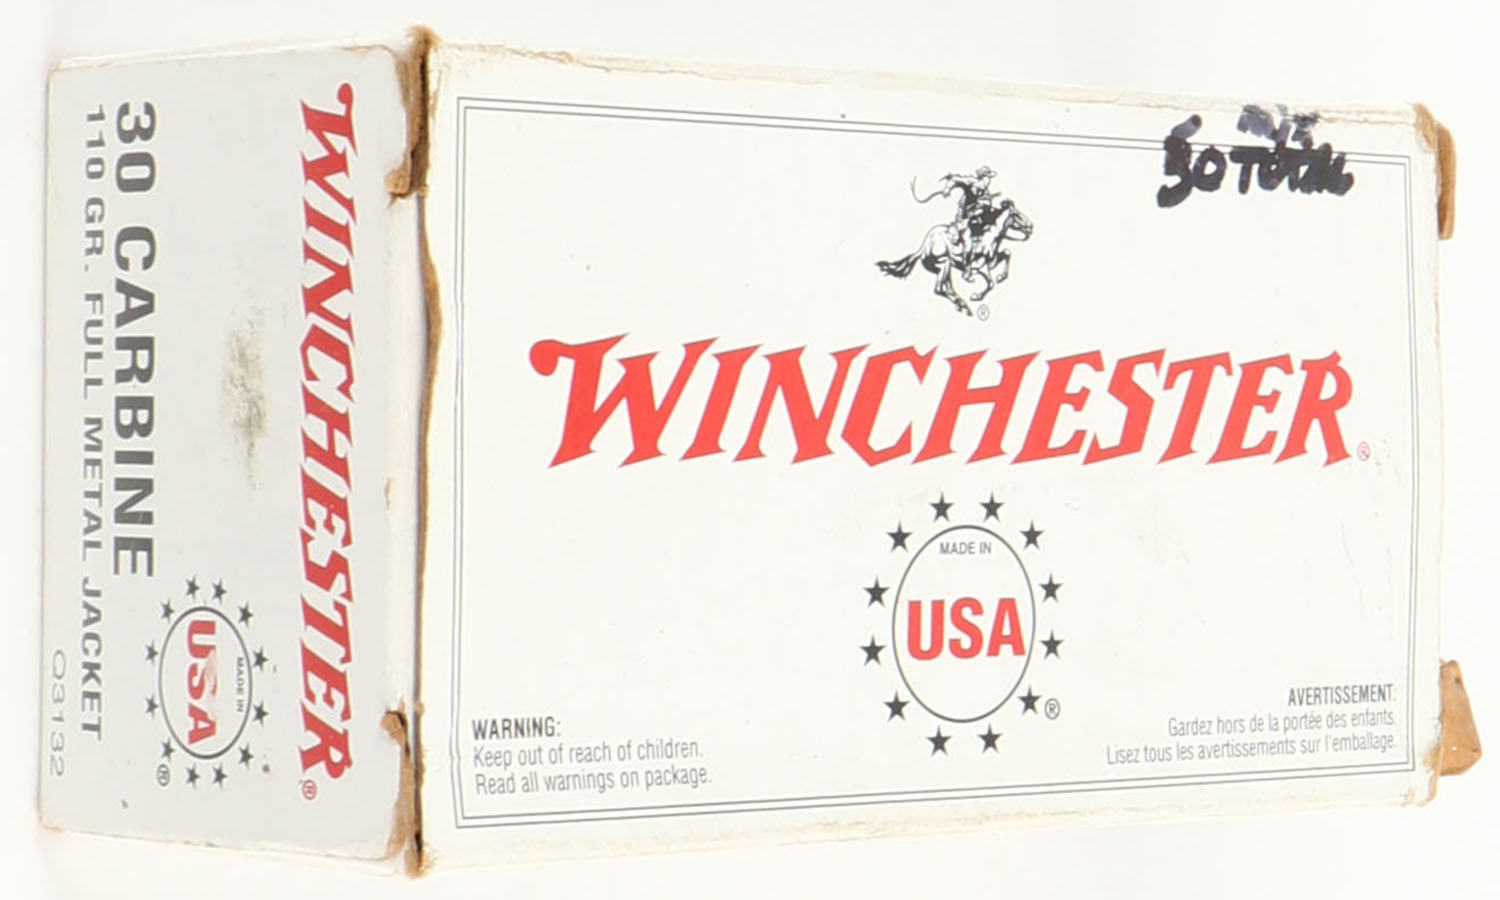 WINCHESTER®
30 CARBINE
110 GR. FULL METAL JACKET
MADE IN
USA
®
Q3132
50 TOTAL
®
WINCHESTER®
MADE IN
USA
®
WARNING:
Keep out of reach of children.
Read all warnings on package.
AVERTISSEMENT:
Gardez hors de la portée des enfants.
Lisez tous les avertissements sur l'emballage.